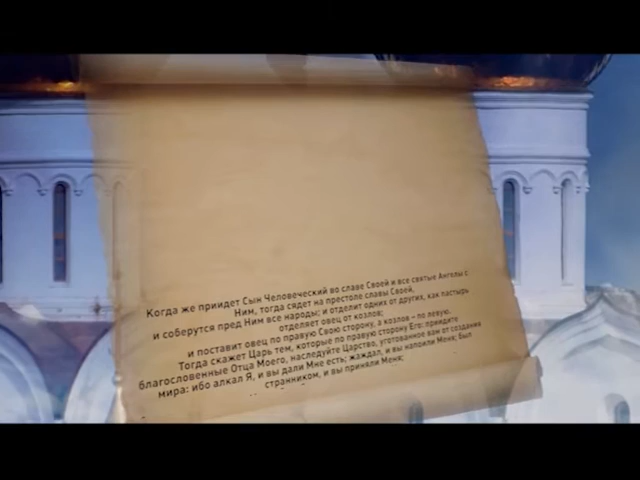 Когда же приидет Сын Человеческий во славе Своей и все святые Ангелы с
Ним, тогда сядет на престоле славы Своей,
и соберутся пред Ним все народы; и отделит одних от других, как пастырь
отделяет овец от козлов;
и поставит овец по правую Свою сторону, а козлов – по левую.
Тогда скажет Царь тем, которые по правую сторону Его: приидите
благословенные Отца Моего, наследуйте Царство, уготованное вам от создания
мира: ибо алкал Я, и вы дали Мне есть; жаждал, и вы напоили Меня; был
странником, и вы приняли Меня;